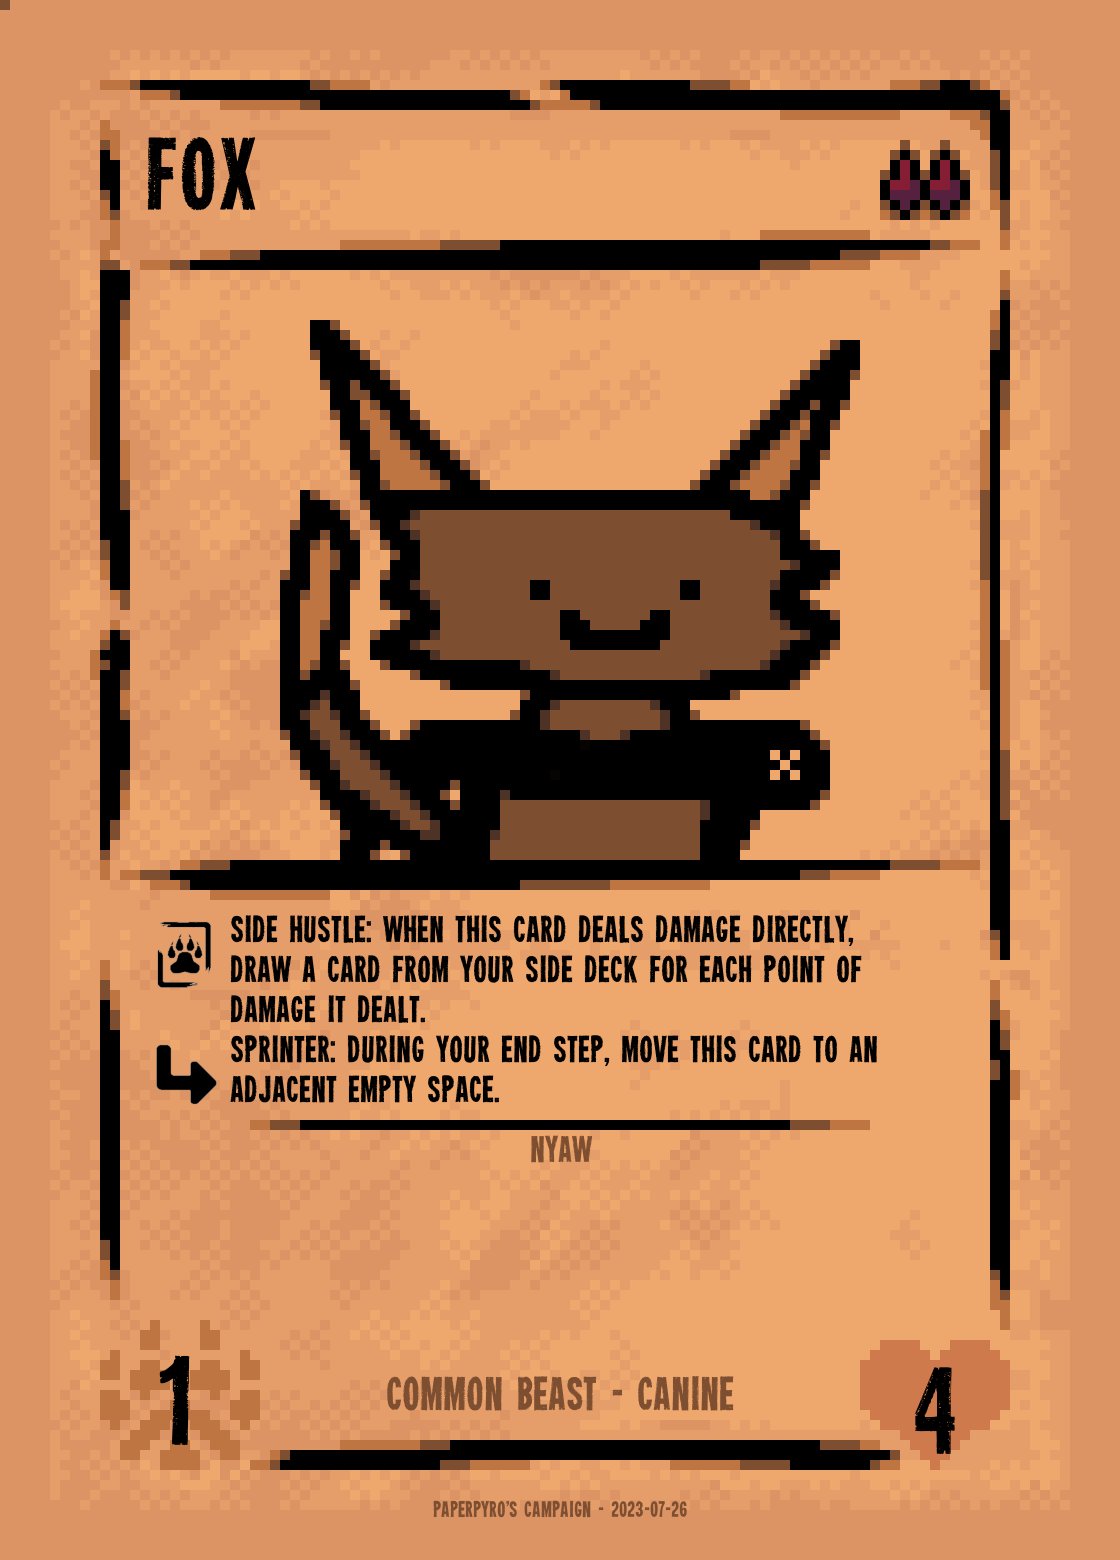 FOX
SIDE HUSTLE: WHEN THIS CARD DEALS DAMAGE DIRECTLY,
DRAW A CARD FROM YOUR SIDE DECK FOR EACH POINT OF
DAMAGE IT DEALT.
SPRINTER: DURING YOUR END STEP, MOVE THIS CARD TO AN
ADJACENT EMPTY SPACE.
NYAW
1
COMMON BEAST - CANINE
4
PAPERPYRO'S CAMPAIGN - 2023-07-26